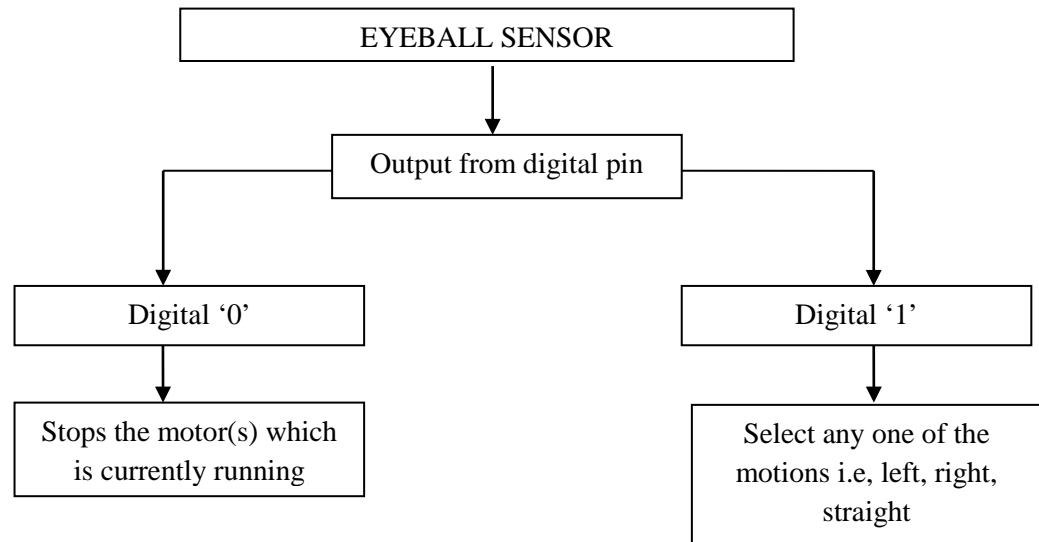 EYEBALL SENSOR
Output from digital pin
Digital ‘0’
Digital ‘1’
Stops the motor(s) which
is currently running
Select any one of the
motions i.e, left, right,
straight